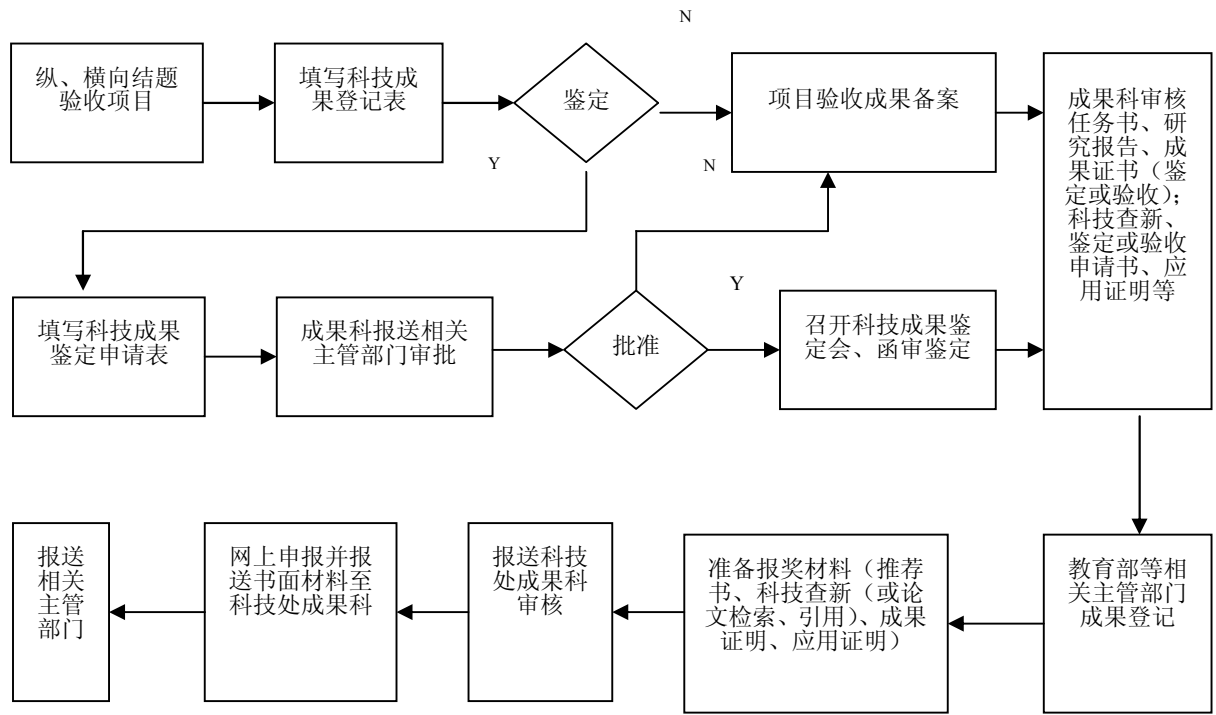 N
纵、横向结题
验收项目
填写科技成
果登记表
鉴定
项目验收成果备案
成果科审核
任务书、研
究报告、成
果证书（鉴
定或验收）；
科技查新、
鉴定或验收
申请书、应
用证明等
Y
N
Y
填写科技成果
鉴定申请表
成果科报送相关
主管部门审批
批准
召开科技成果鉴
定会、函审鉴定
报送
相关
主管
部门
网上申报并报
送书面材料至
科技处成果科
报送科技
处成果科
审核
准备报奖材料（推荐
书、科技查新（或论
文检索、引用）、成果
证明、应用证明）
教育部等相
关主管部门
成果登记